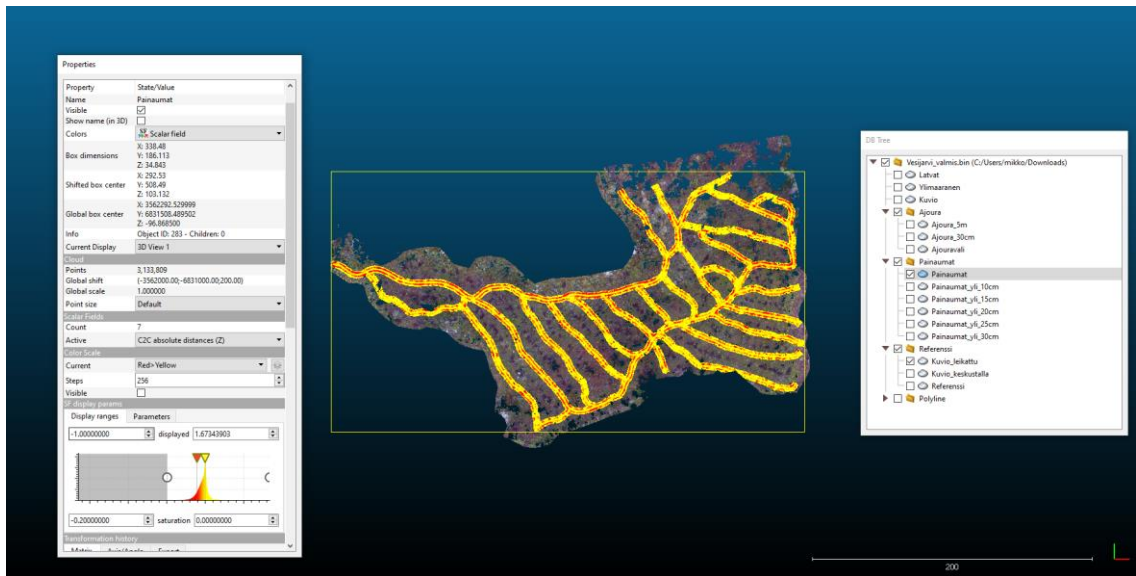 Properties
Property State/Value
Name Painaumat
Visible
Show name (in 3D)
Colors Scalar field
Box dimensions X: 338.48
Y: 186.113
Z: 34.843
Shifted box center X: 292.53
Y: 508.49
Z: 103.132
Global box center X: 3562292.529999
Y: 6831508.489502
Z: -96.868500
Info Object ID: 283 - Children: 0
Current Display 3D View 1
Cloud
Points 3,133,809
Global shift (-3562000.00;-6831000.00;200.00)
Global scale 1.000000
Point size Default
Scalar Fields
Count 7
Active C2C absolute distances (Z)
Color Scale
Current Red>Yellow
Steps 256
Visible
SF display params
Display ranges Parameters
-1.00000000 displayed 1.67343903
-0.20000000 saturation 0.00000000
Transformation history
Matrix Axis/Angle Export
DB Tree
Vesijarvi_valmis.bin (C:/Users/mikko/Downloads)
Latvat
Ylimaaranen
Kuvio
Ajoura
Ajoura_5m
Ajoura_30cm
Ajouravali
Painaumat
Painaumat
Painaumat_yli_10cm
Painaumat_yli_15cm
Painaumat_yli_20cm
Painaumat_yli_25cm
Painaumat_yli_30cm
Referenssi
Kuvio_leikattu
Kuvio_keskustalla
Referenssi
Polyline
200